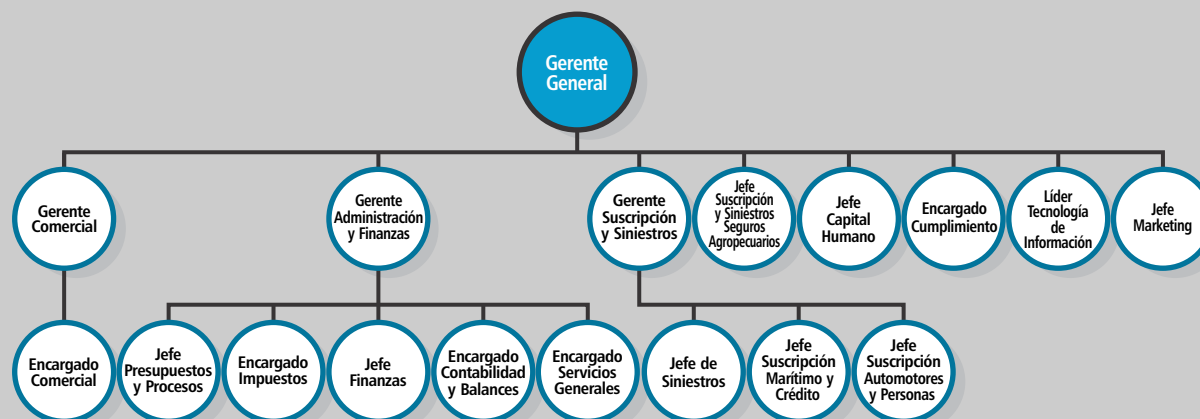 Gerente
General
Gerente
Comercial
Gerente
Administración
y Finanzas
Gerente
Suscripción
y Siniestros
Jefe
Suscripción
y Siniestros
Seguros
Agropecuarios
Jefe
Capital
Humano
Encargado
Cumplimiento
Líder
Tecnología
de
Información
Jefe
Marketing
Encargado
Comercial
Jefe
Presupuestos
y Procesos
Encargado
Impuestos
Jefe
Finanzas
Encargado
Contabilidad
y Balances
Encargado
Servicios
Generales
Jefe de
Siniestros
Jefe
Suscripción
Marítimo y
Crédito
Jefe
Suscripción
Automotores
y Personas